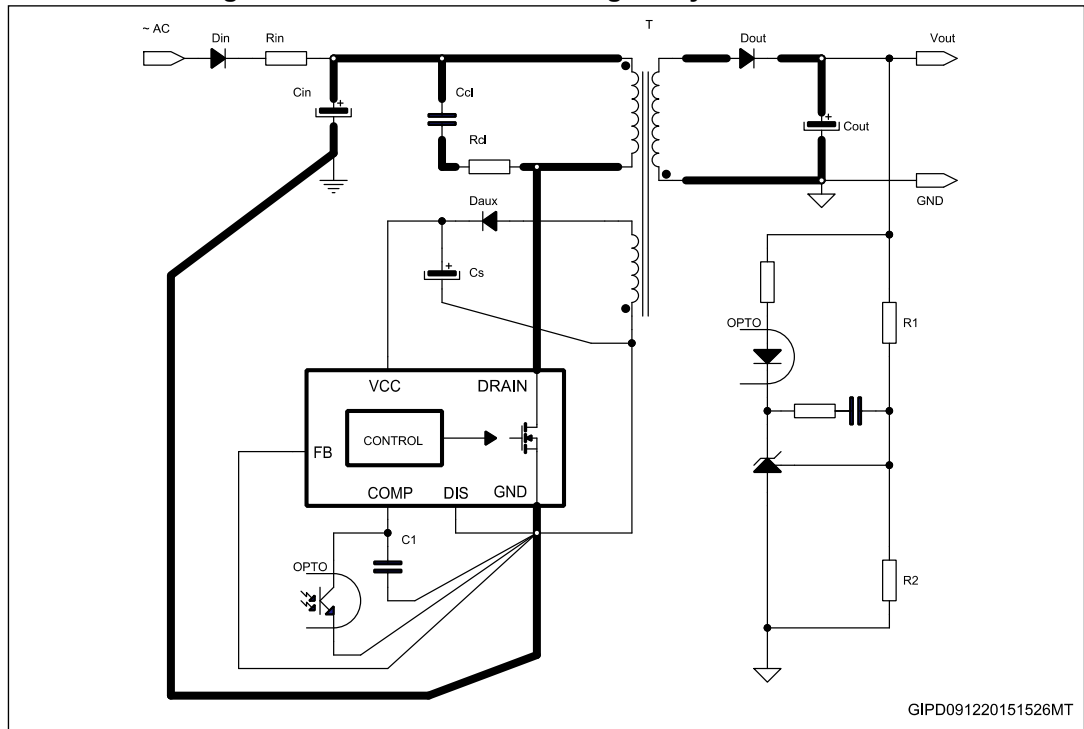 ~ AC
Din
Rin
T
Dout
Vout
Cin
+
Ccl
+
Cout
Rcl
GND
Daux
+
Cs
OPTO
R1
VCC
DRAIN
CONTROL
FB
COMP
DIS
GND
C1
OPTO
R2
GIPD091220151526MT